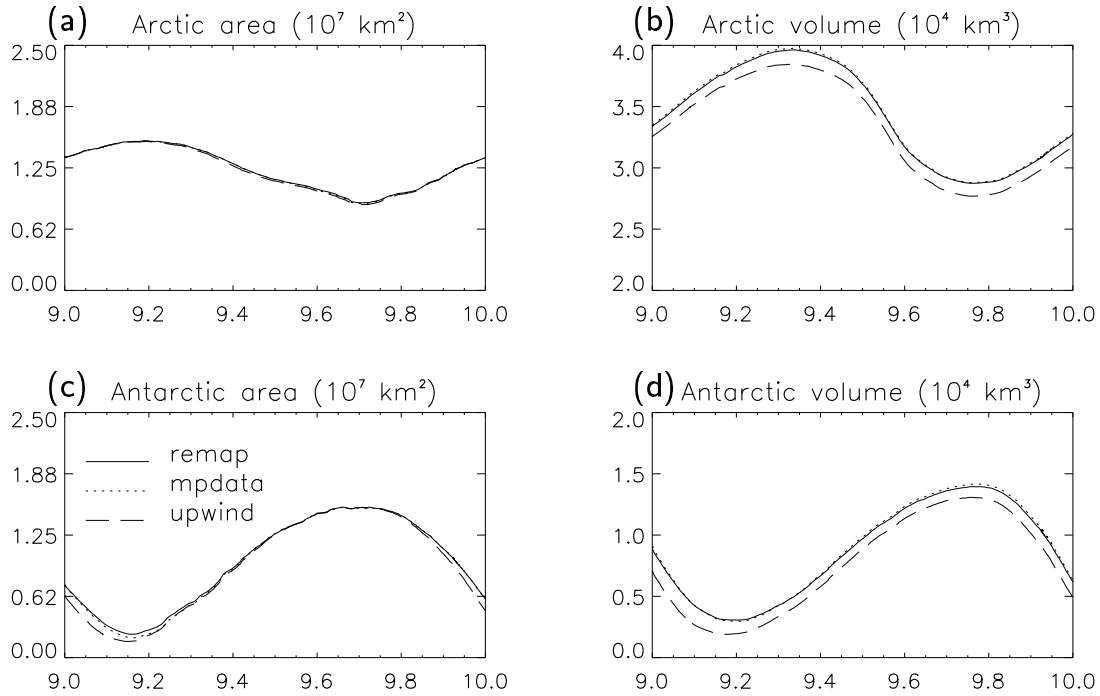 (a) Arctic area (10⁷ km²)
2.50
1.88
1.25
0.62
0.00
9.0 9.2 9.4 9.6 9.8 10.0
(b) Arctic volume (10⁴ km³)
4.0
3.5
3.0
2.5
2.0
9.0 9.2 9.4 9.6 9.8 10.0
(c) Antarctic area (10⁷ km²)
2.50
1.88
1.25
0.62
0.00
remap
mpdata
upwind
9.0 9.2 9.4 9.6 9.8 10.0
(d) Antarctic volume (10⁴ km³)
2.0
1.5
1.0
0.5
0.0
9.0 9.2 9.4 9.6 9.8 10.0